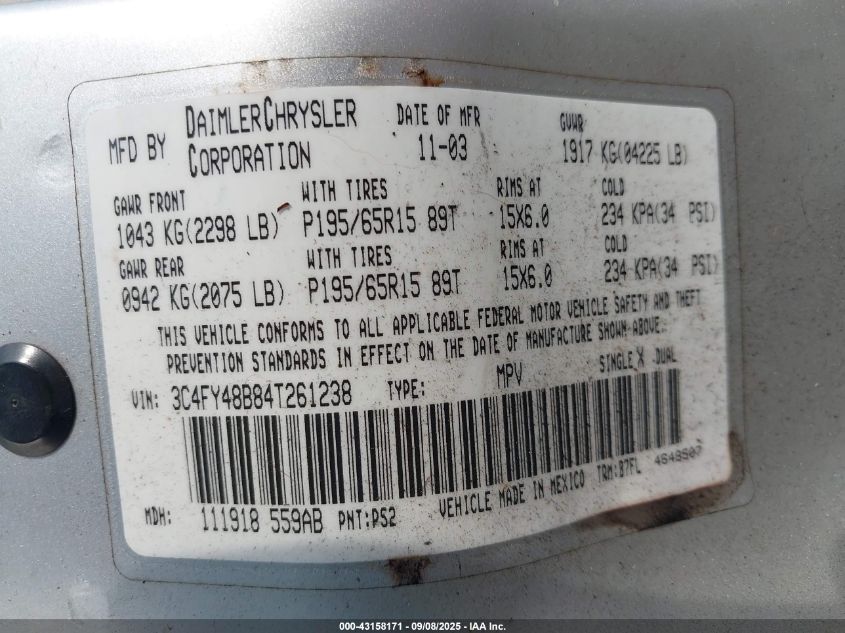 MFD BY DAIMLERCHRYSLER CORPORATION DATE OF MFR 11-03 GVWR 1917 KG(04225 LB)
GAWR FRONT WITH TIRES RIMS AT COLD
1043 KG(2298 LB) P195/65R15 89T 15X6.0 234 KPA(34 PSI)
GAWR REAR WITH TIRES RIMS AT COLD
0942 KG(2075 LB) P195/65R15 89T 15X6.0 234 KPA(34 PSI)
THIS VEHICLE CONFORMS TO ALL APPLICABLE FEDERAL MOTOR VEHICLE SAFETY AND THEFT
PREVENTION STANDARDS IN EFFECT ON THE DATE OF MANUFACTURE SHOWN ABOVE.
VIN: 3C4FY48B84T261238 TYPE: MPV SINGLE X DUAL
MDH: 111918 559AB PNT:PS2 VEHICLE MADE IN MEXICO TRM:B7FL 4648507
000-43158171 - 09/08/2025 - IAA Inc.